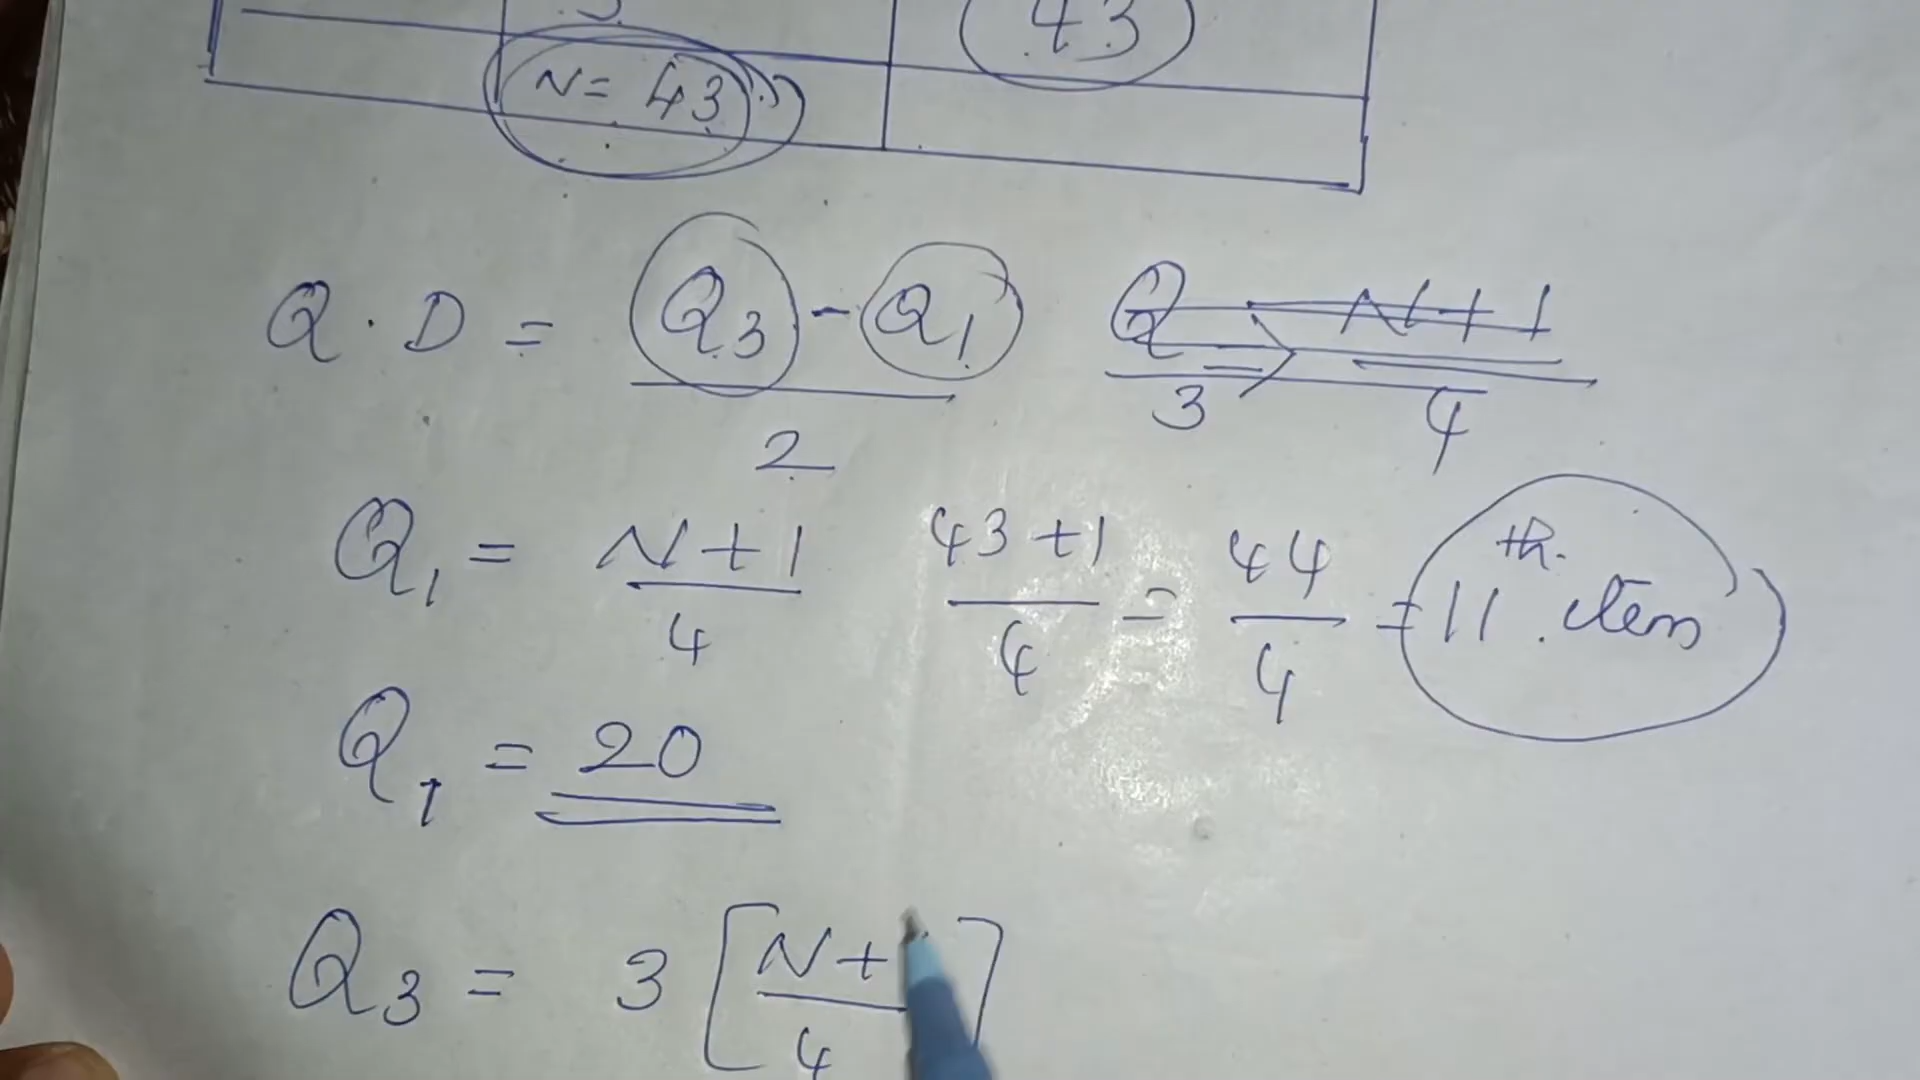 43
N = 43
Q.D = Q3 - Q1 / 2
Q3 = N+1 / 4
Q1 = N+1 / 4 43+1 / 4 = 44 / 4 = 11th. item
Q1 = 20
Q3 = 3 [N+ / 4]